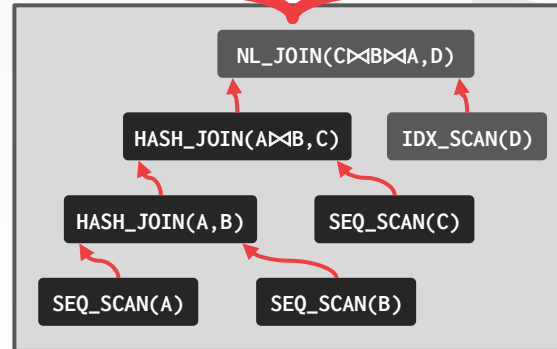 NL_JOIN(C⨝B⨝A,D)
HASH_JOIN(A⨝B,C)
IDX_SCAN(D)
HASH_JOIN(A,B)
SEQ_SCAN(C)
SEQ_SCAN(A)
SEQ_SCAN(B)